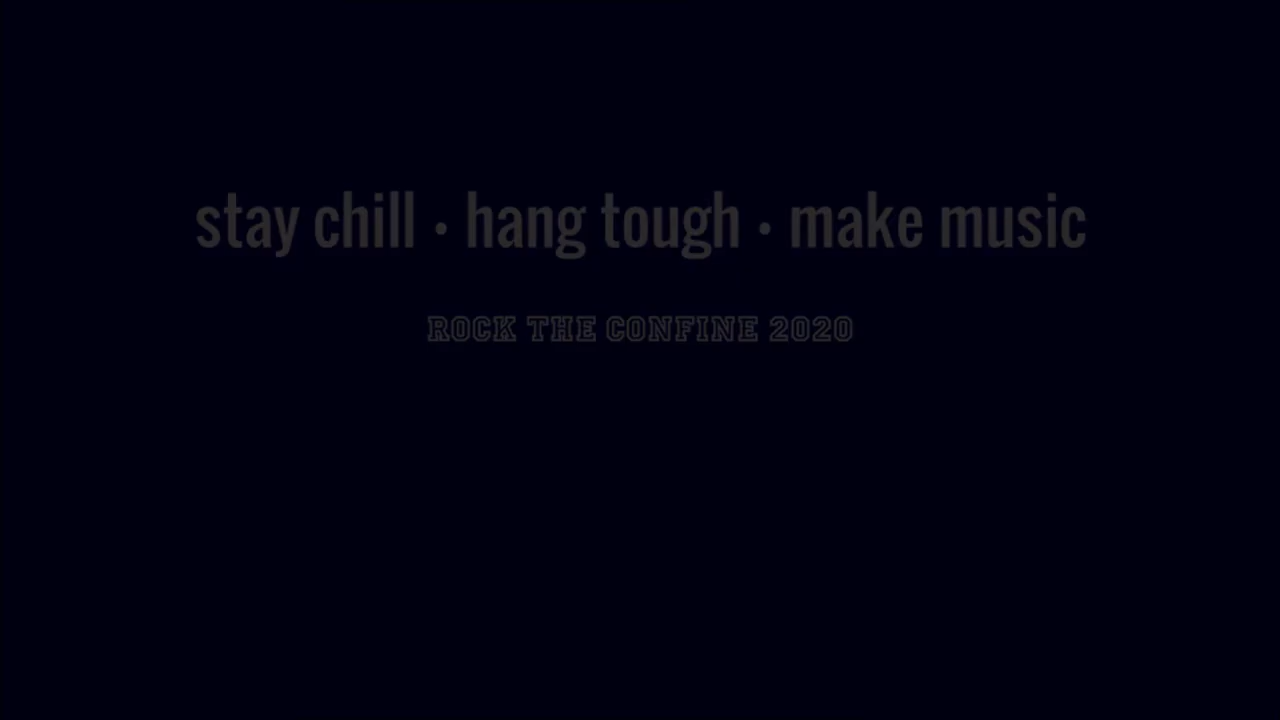 stay chill • hang tough • make music
ROCK THE CONFINE 2020